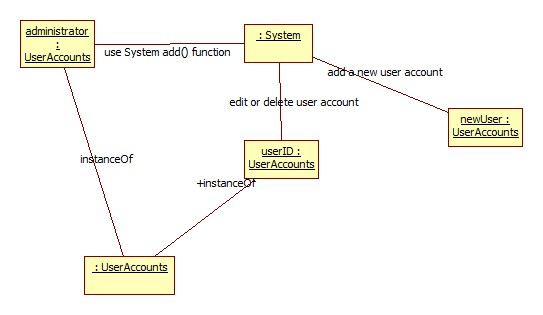 administrator
:
UserAccounts
: System
use System add() function
add a new user account
edit or delete user account
newUser :
UserAccounts
userID :
UserAccounts
instanceOf
+instanceOf
: UserAccounts